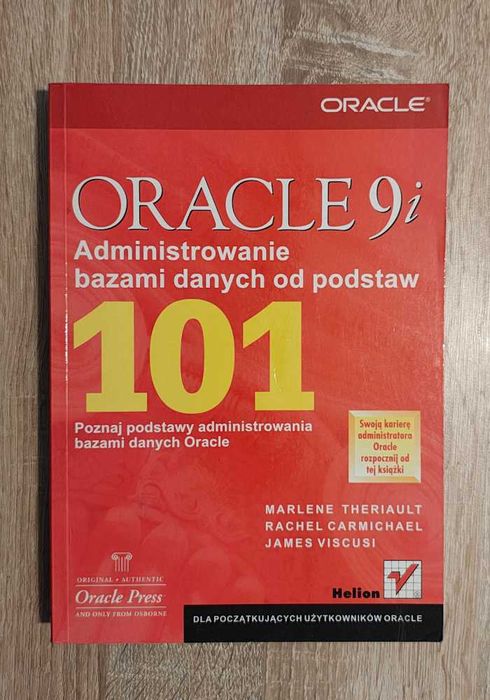 ORACLE®
ORACLE 9i
Administrowanie
bazami danych od podstaw
101
Poznaj podstawy administrowania
bazami danych Oracle
Swoją karierę
administratora
Oracle
rozpocznij od
tej książki
MARLENE THERIAULT
RACHEL CARMICHAEL
JAMES VISCUSI
ORIGINAL • AUTHENTIC
Oracle Press
AND ONLY FROM OSBORNE
Helion
DLA POCZĄTKUJĄCYCH UŻYTKOWNIKÓW ORACLE